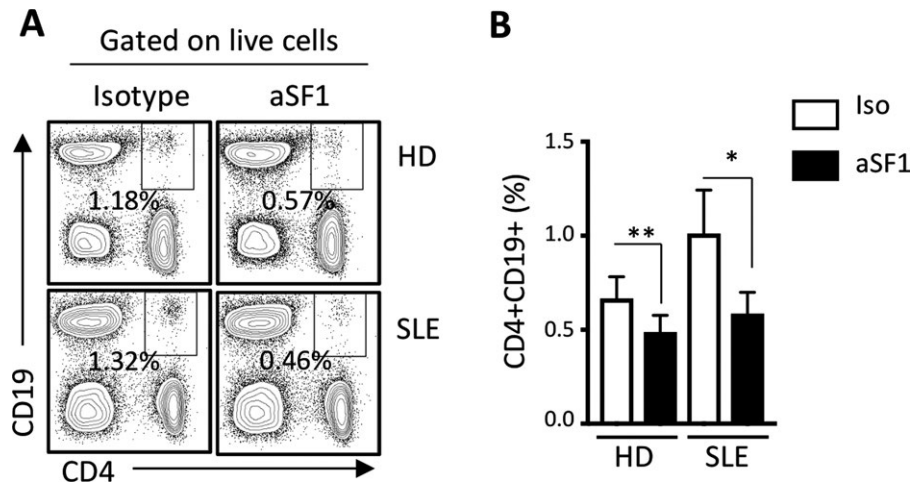 A
Gated on live cells
Isotype aSF1
HD
1.18% 0.57%
SLE
1.32% 0.46%
CD19
CD4
B
Iso
aSF1
CD4+CD19+ (%)
1.5
1.0
0.5
0.0
**
*
HD SLE